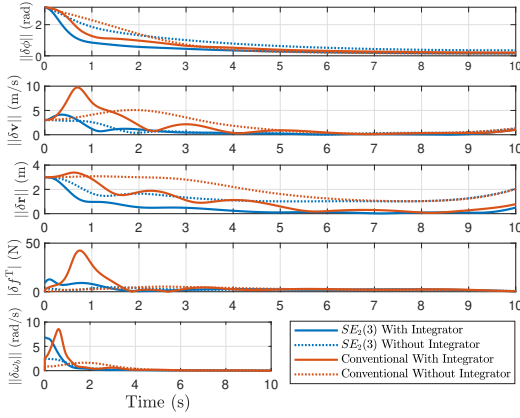 ||δϕ|| (rad)
2
0
0 1 2 3 4 5 6 7 8 9 10
||δv|| (m/s)
10
5
0
0 1 2 3 4 5 6 7 8 9 10
||δr|| (m)
4
2
0
0 1 2 3 4 5 6 7 8 9 10
|δf^T| (N)
50
0
0 1 2 3 4 5 6 7 8 9 10
||δω_b|| (rad/s)
10
5
0
0 2 4 6 8 10
Time (s)
SE₂(3) With Integrator
SE₂(3) Without Integrator
Conventional With Integrator
Conventional Without Integrator